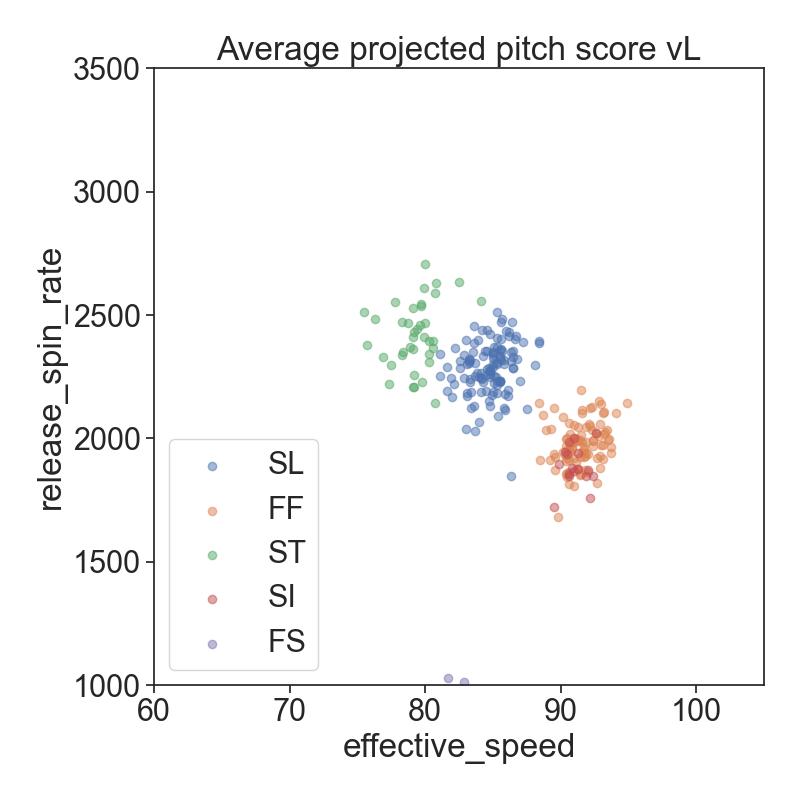 Average projected pitch score vL
release_spin_rate
3500
3000
2500
2000
1500
1000
SL
FF
ST
SI
FS
60 70 80 90 100
effective_speed